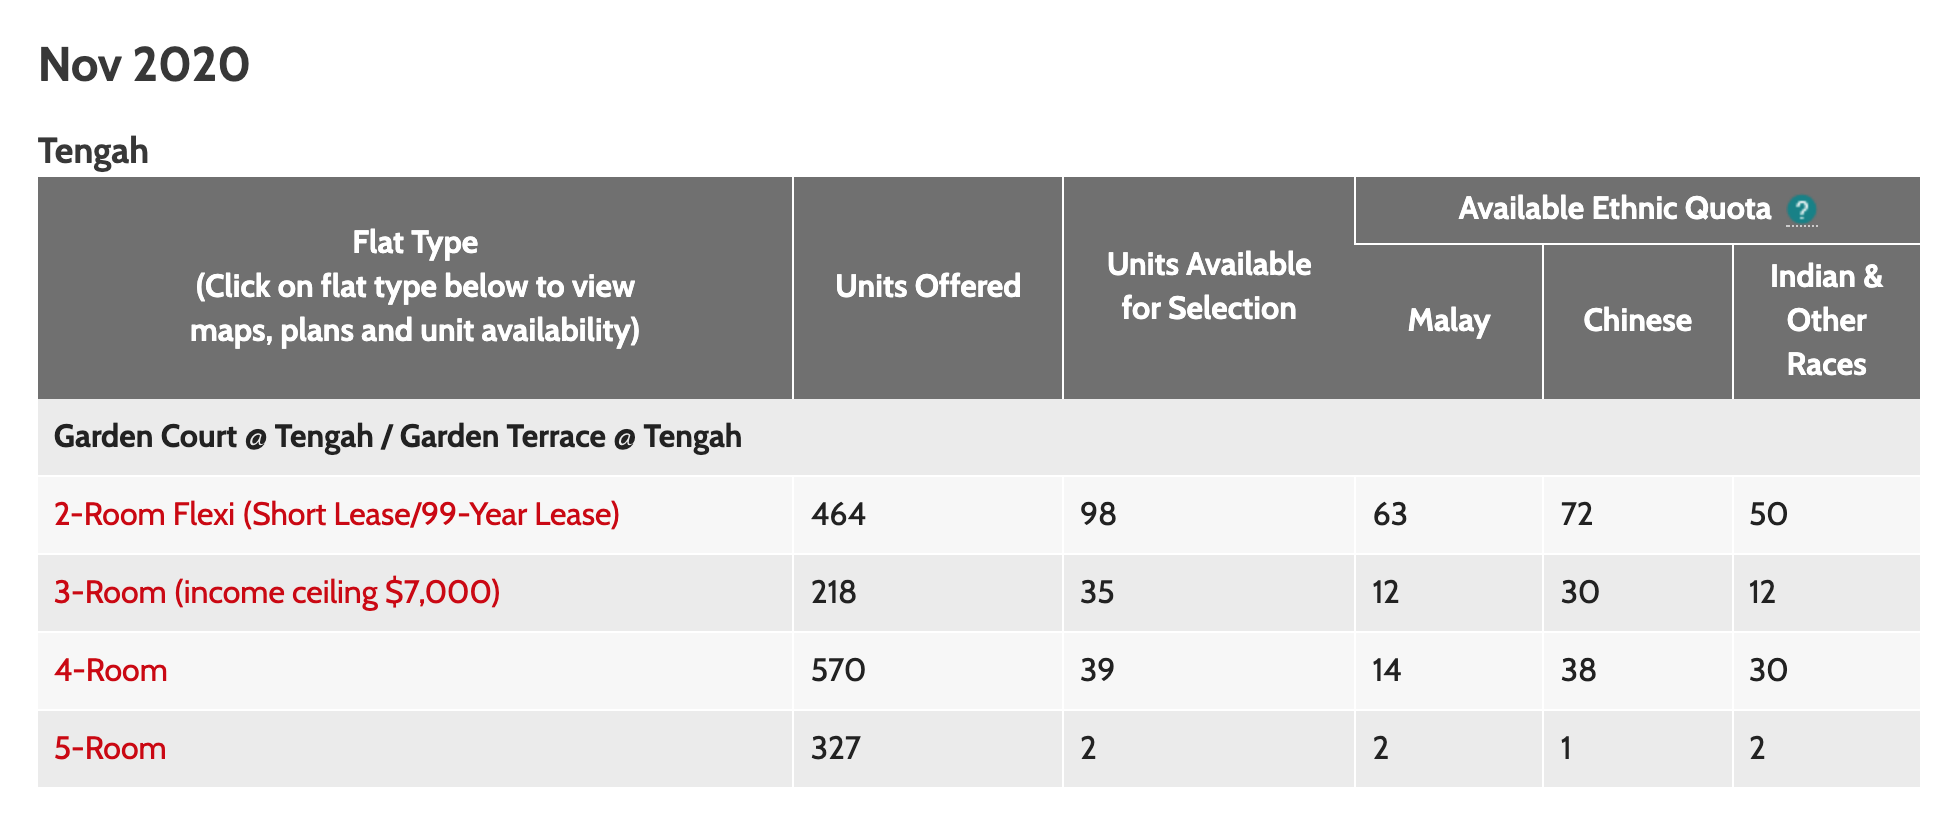 Nov 2020
Tengah
Flat Type
(Click on flat type below to view
maps, plans and unit availability)
Units Offered
Units Available
for Selection
Available Ethnic Quota ?
Malay
Chinese
Indian &
Other
Races
Garden Court @ Tengah / Garden Terrace @ Tengah
2-Room Flexi (Short Lease/99-Year Lease) 464 98 63 72 50
3-Room (income ceiling $7,000) 218 35 12 30 12
4-Room 570 39 14 38 30
5-Room 327 2 2 1 2